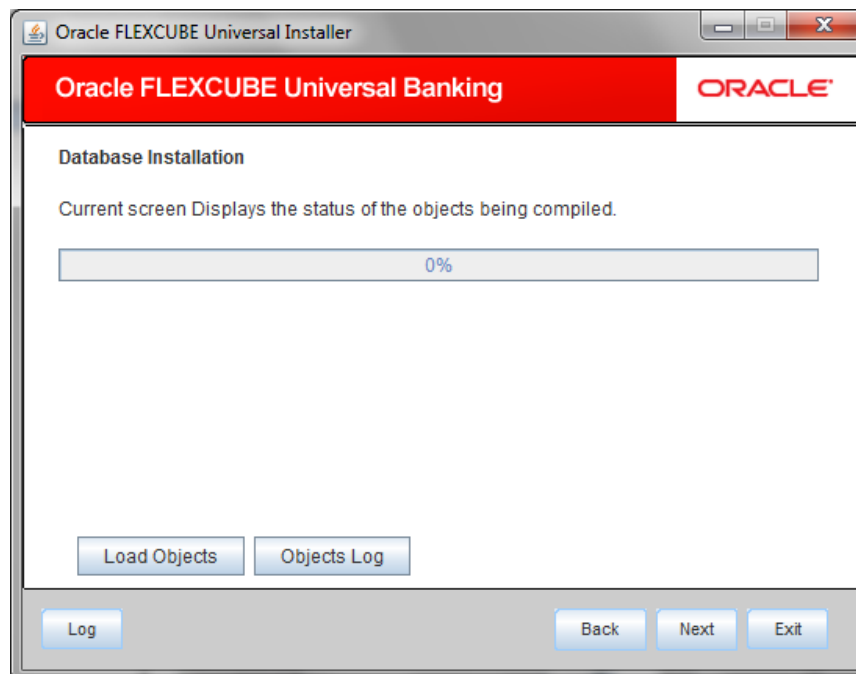 Oracle FLEXCUBE Universal Installer
Oracle FLEXCUBE Universal Banking ORACLE
Database Installation
Current screen Displays the status of the objects being compiled.
0%
Load Objects Objects Log
Log Back Next Exit